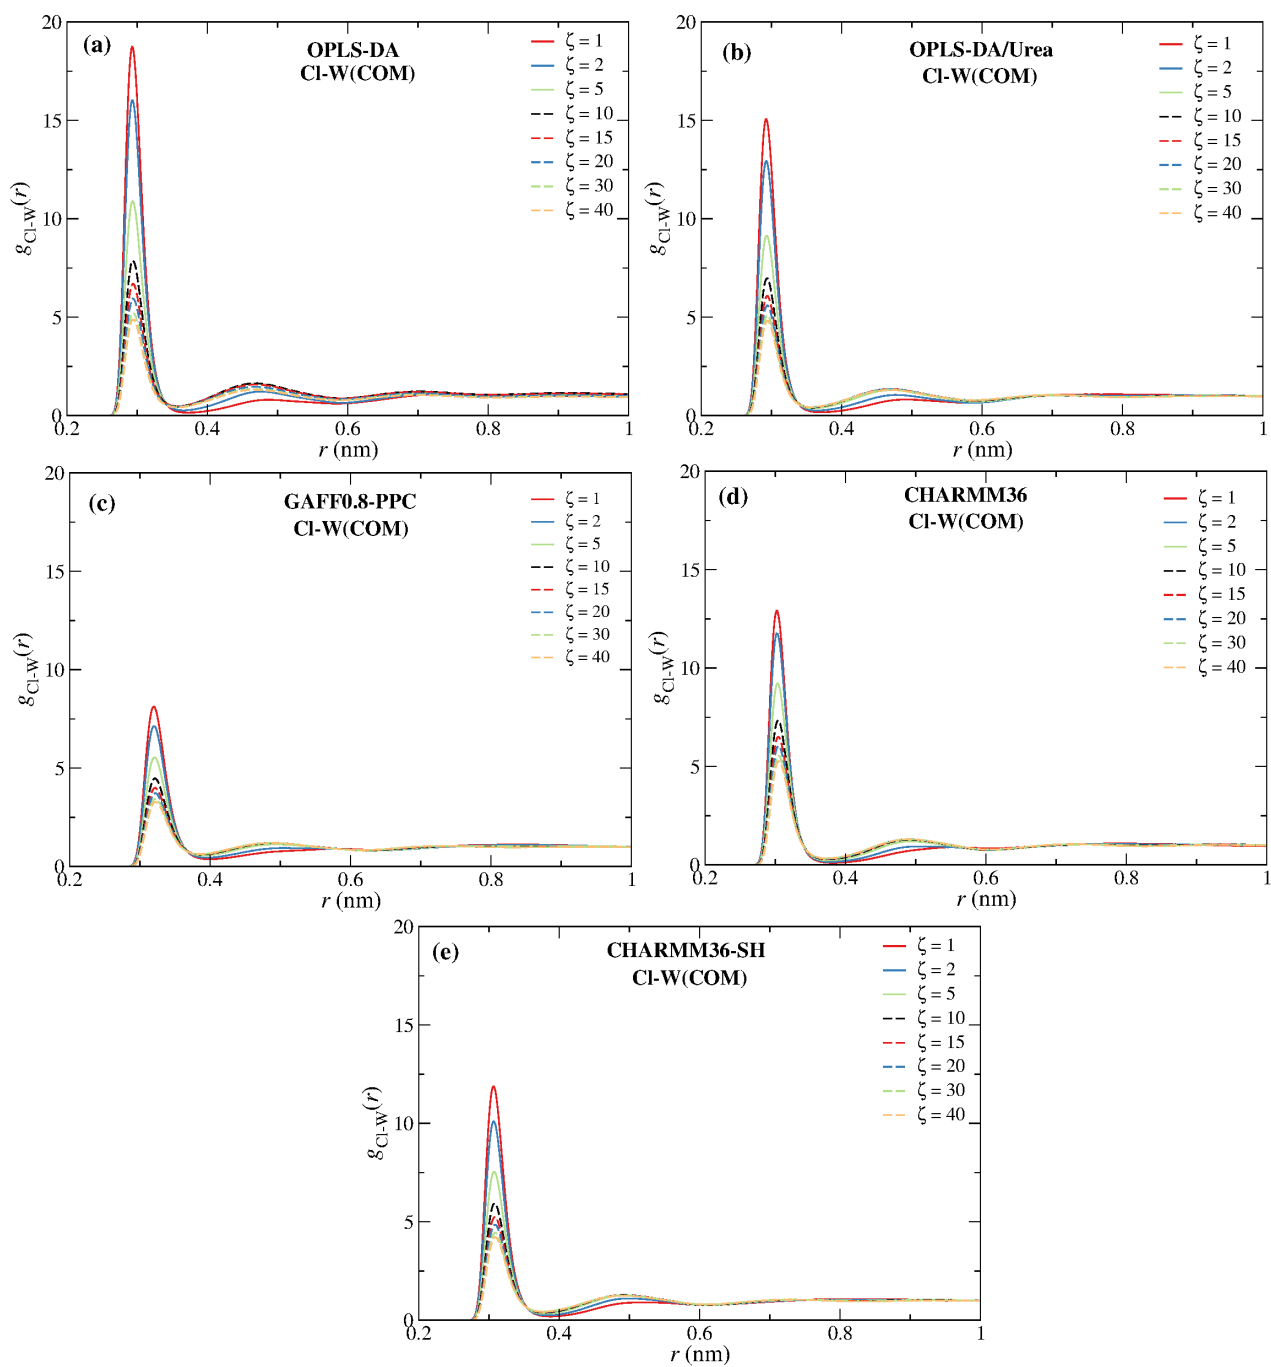 (a)
OPLS-DA
Cl-W(COM)
ζ = 1
ζ = 2
ζ = 5
ζ = 10
ζ = 15
ζ = 20
ζ = 30
ζ = 40
20
15
10
5
0
g_Cl-W(r)
0.2 0.4 0.6 0.8 1
r (nm)
(b)
OPLS-DA/Urea
Cl-W(COM)
ζ = 1
ζ = 2
ζ = 5
ζ = 10
ζ = 15
ζ = 20
ζ = 30
ζ = 40
20
15
10
5
0
g_Cl-W(r)
0.2 0.4 0.6 0.8 1
r (nm)
(c)
GAFF0.8-PPC
Cl-W(COM)
ζ = 1
ζ = 2
ζ = 5
ζ = 10
ζ = 15
ζ = 20
ζ = 30
ζ = 40
20
15
10
5
0
g_Cl-W(r)
0.2 0.4 0.6 0.8 1
r (nm)
(d)
CHARMM36
Cl-W(COM)
ζ = 1
ζ = 2
ζ = 5
ζ = 10
ζ = 15
ζ = 20
ζ = 30
ζ = 40
20
15
10
5
0
g_Cl-W(r)
0.2 0.4 0.6 0.8 1
r (nm)
(e)
CHARMM36-SH
Cl-W(COM)
ζ = 1
ζ = 2
ζ = 5
ζ = 10
ζ = 15
ζ = 20
ζ = 30
ζ = 40
20
15
10
5
0
g_Cl-W(r)
0.2 0.4 0.6 0.8 1
r (nm)